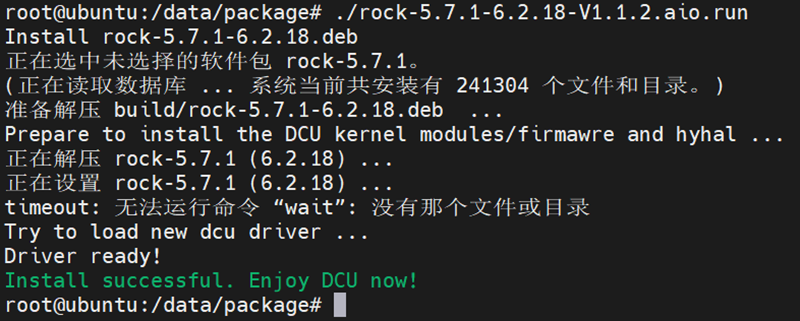 root@ubuntu:/data/package# ./rock-5.7.1-6.2.18-V1.1.2.aio.run
Install rock-5.7.1-6.2.18.deb
正在选中未选择的软件包 rock-5.7.1。
(正在读取数据库 ... 系统当前共安装有 241304 个文件和目录。)
准备解压 build/rock-5.7.1-6.2.18.deb  ...
Prepare to install the DCU kernel modules/firmawre and hyhal ...
正在解压 rock-5.7.1 (6.2.18) ...
正在设置 rock-5.7.1 (6.2.18) ...
timeout: 无法运行命令 “wait”: 没有那个文件或目录
Try to load new dcu driver ...
Driver ready!
Install successful. Enjoy DCU now!
root@ubuntu:/data/package#